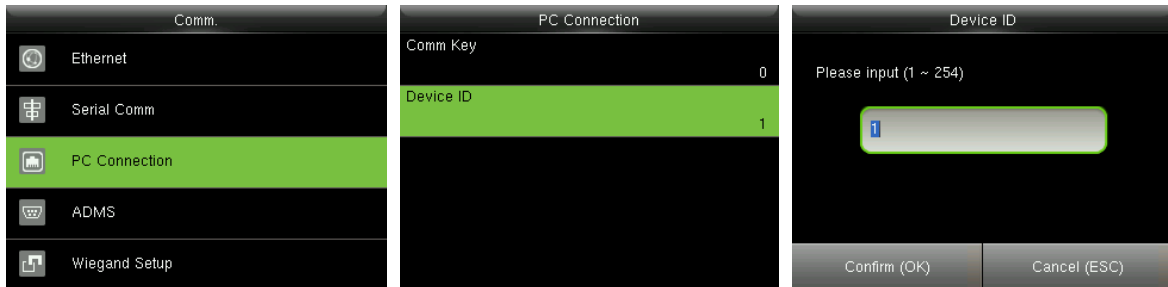 Comm.
Ethernet
Serial Comm
PC Connection
ADMS
Wiegand Setup
PC Connection
Comm Key
0
Device ID
1
Device ID
Please input (1 ~ 254)
1
Confirm (OK) Cancel (ESC)